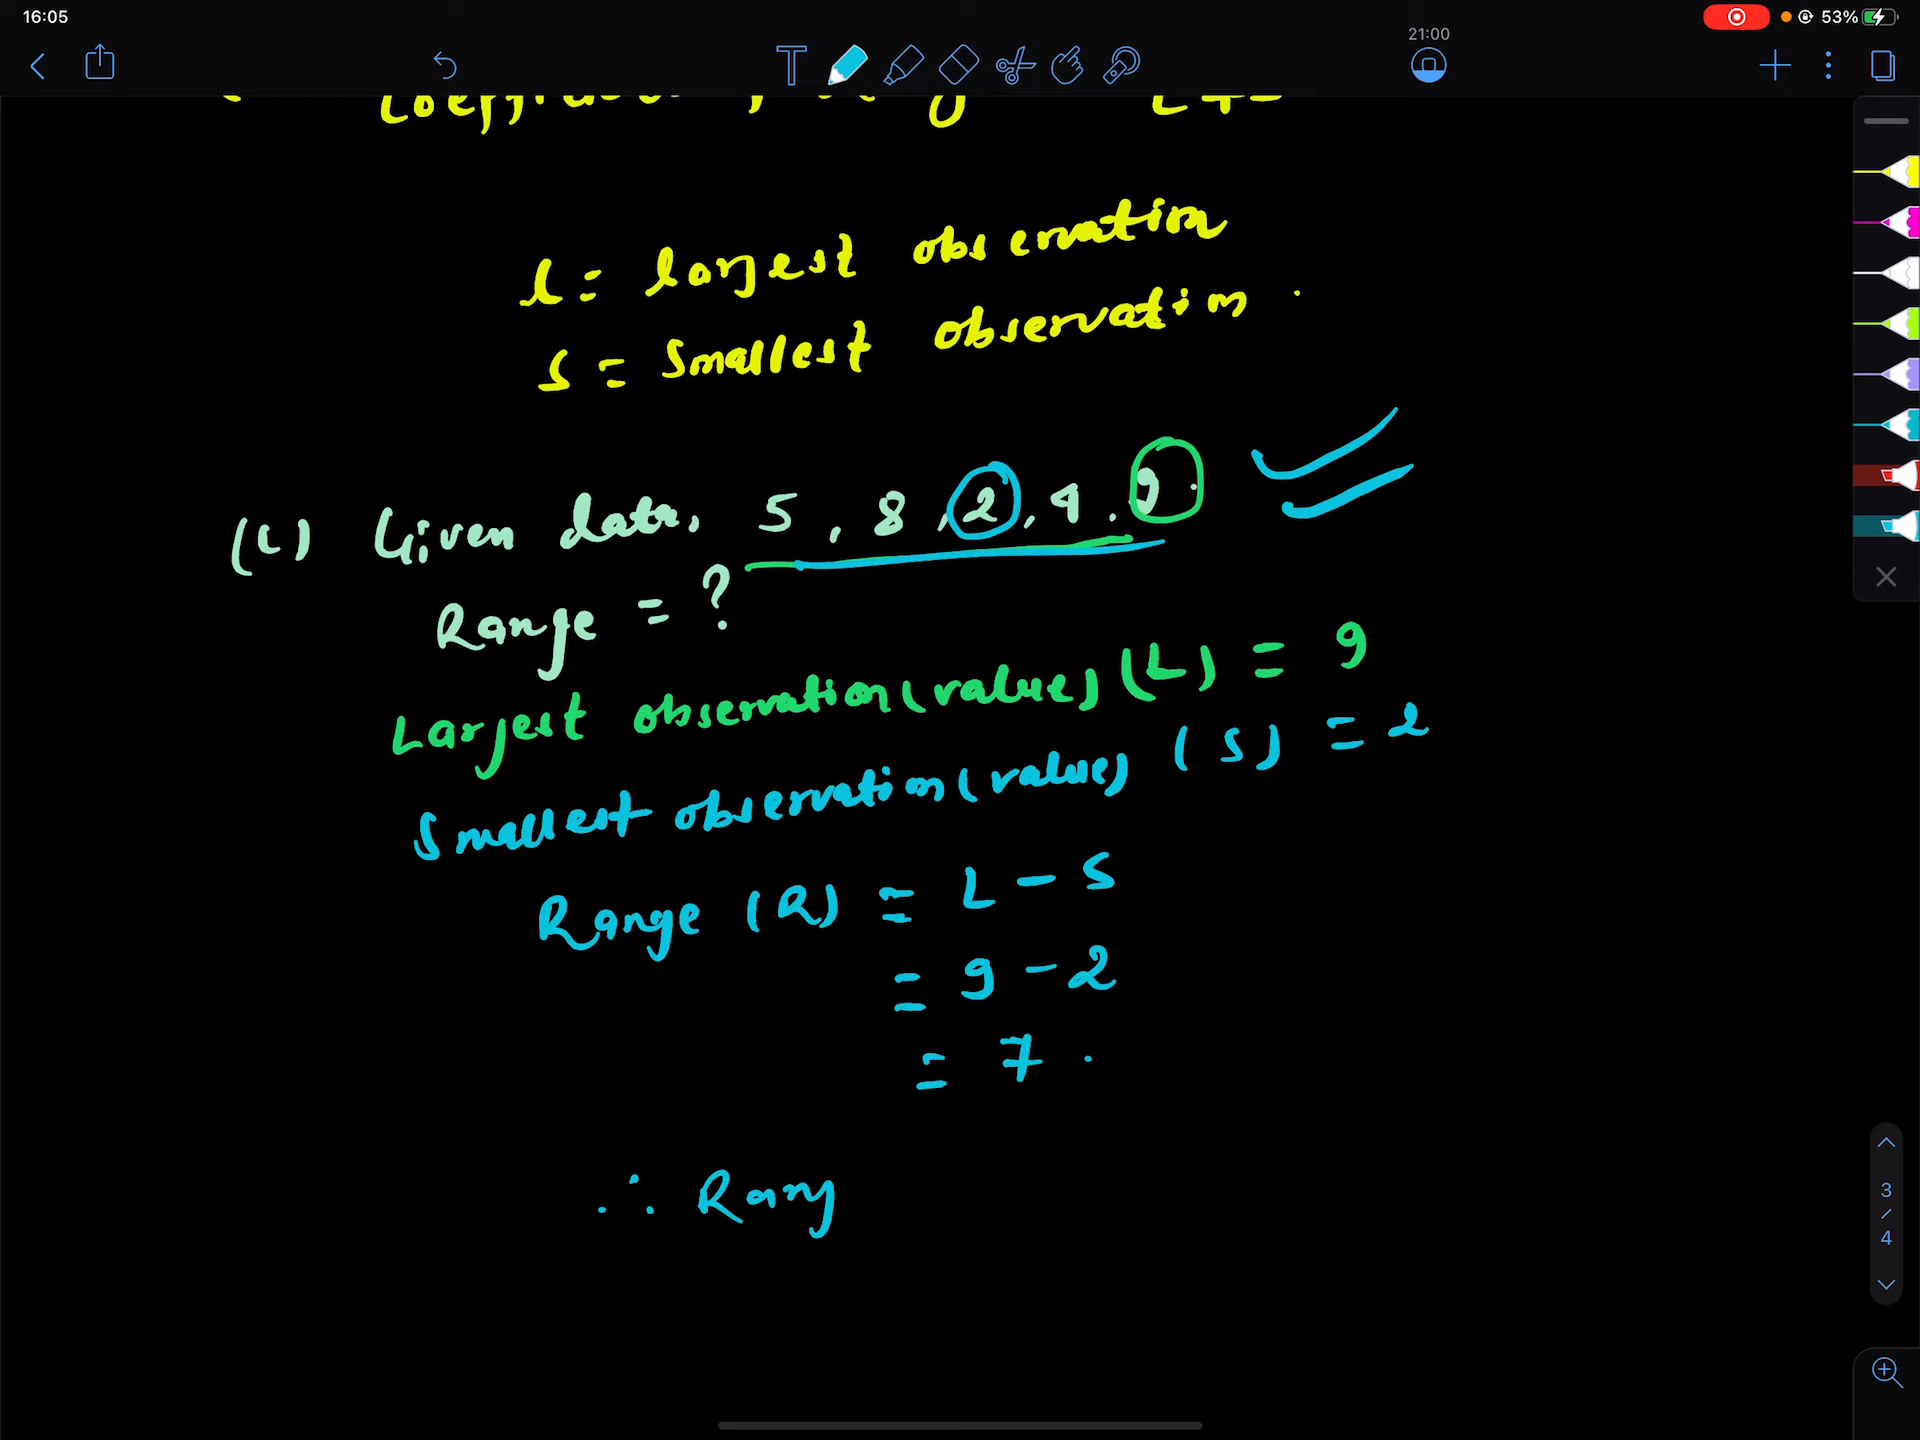 16:05
53%
21:00
L = largest observation
S = Smallest observation.
(c) Given data, 5, 8, 2, 4, 9.
Range = ?
Largest observation (value) (L) = 9
Smallest observation (value) (S) = 2
Range (R) = L - S
= 9 - 2
= 7.
∴ Rang
3
/
4